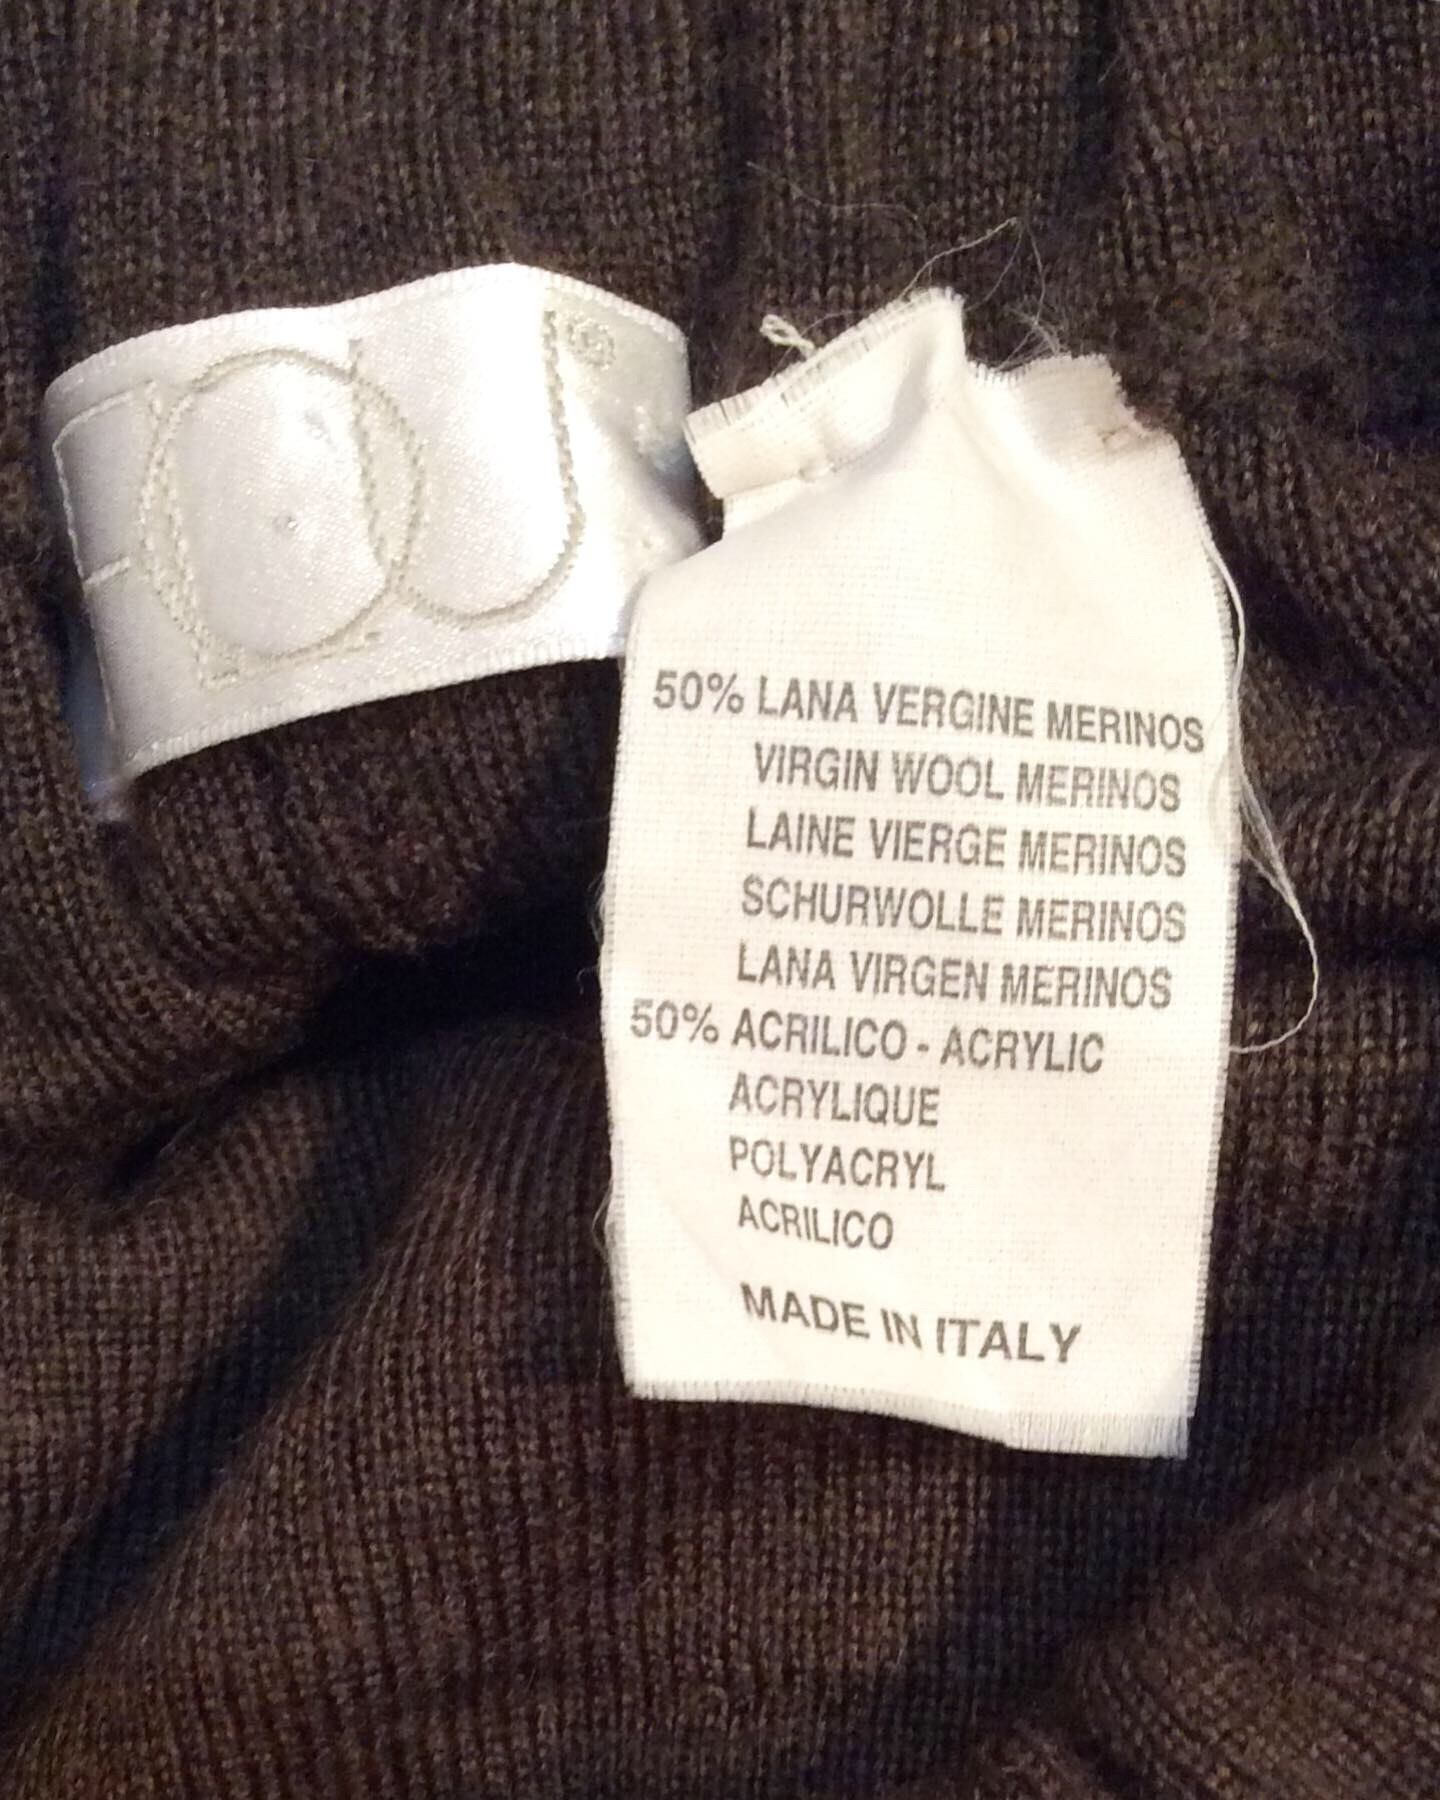 50% LANA VERGINE MERINOS
VIRGIN WOOL MERINOS
LAINE VIERGE MERINOS
SCHURWOLLE MERINOS
LANA VIRGEN MERINOS
50% ACRILICO - ACRYLIC
ACRYLIQUE
POLYACRYL
ACRILICO
MADE IN ITALY